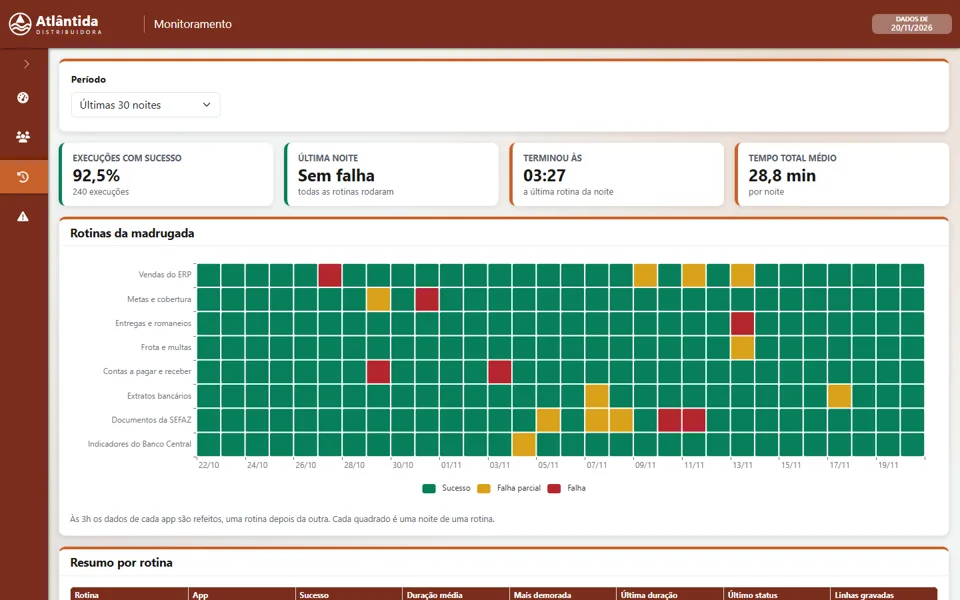 Atlântida
DISTRIBUIDORA
Monitoramento
DADOS DE
20/11/2026
Período
Últimas 30 noites
EXECUÇÕES COM SUCESSO
92,5%
240 execuções
ÚLTIMA NOITE
Sem falha
todas as rotinas rodaram
TERMINOU ÀS
03:27
a última rotina da noite
TEMPO TOTAL MÉDIO
28,8 min
por noite
Rotinas da madrugada
Vendas do ERP
Metas e cobertura
Entregas e romaneios
Frota e multas
Contas a pagar e receber
Extratos bancários
Documentos da SEFAZ
Indicadores do Banco Central
22/10 24/10 26/10 28/10 30/10 01/11 03/11 05/11 07/11 09/11 11/11 13/11 15/11 17/11 19/11
Sucesso Falha parcial Falha
Às 3h os dados de cada app são refeitos, uma rotina depois da outra. Cada quadrado é uma noite de uma rotina.
Resumo por rotina
Rotina App Sucesso Duração média Mais demorada Última duração Último status Linhas gravadas